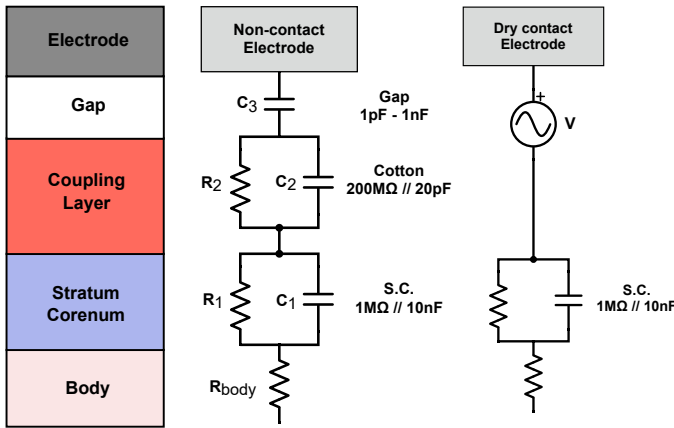 Electrode
Gap
Coupling
Layer
Stratum
Corenum
Body
Non-contact
Electrode
C3
Gap
1pF - 1nF
R2
C2
Cotton
200MΩ // 20pF
R1
C1
S.C.
1MΩ // 10nF
Rbody
Dry contact
Electrode
+
V
S.C.
1MΩ // 10nF